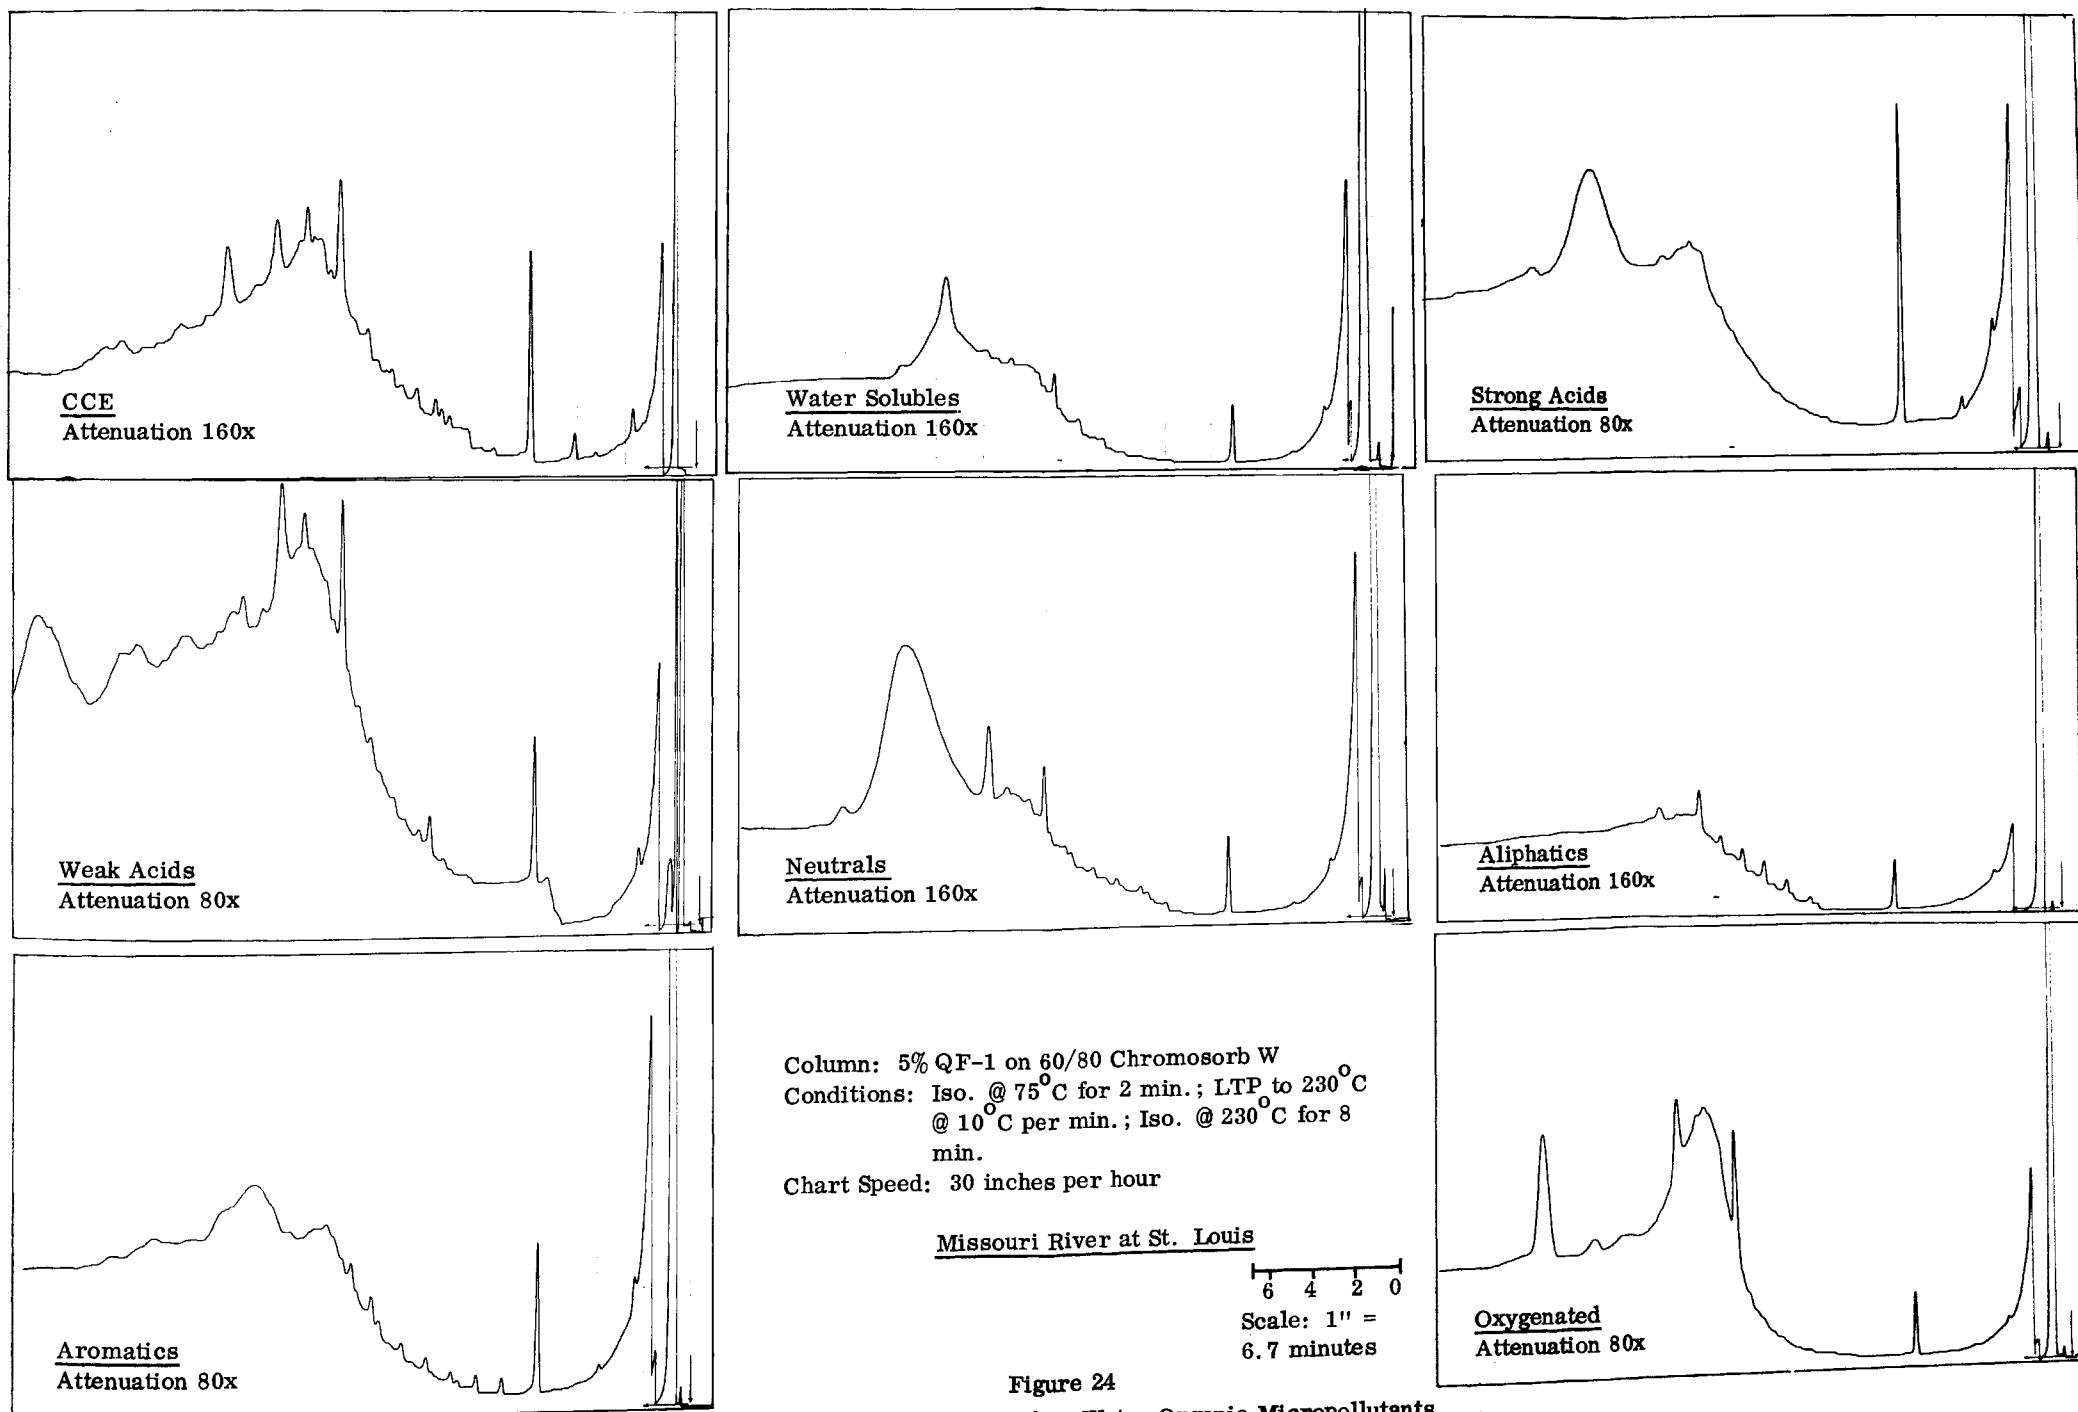 CCE
Attenuation 160x
Water Solubles
Attenuation 160x
Strong Acids
Attenuation 80x
Weak Acids
Attenuation 80x
Neutrals
Attenuation 160x
Aliphatics
Attenuation 160x
Aromatics
Attenuation 80x
Column: 5% QF-1 on 60/80 Chromosorb W
Conditions: Iso. @ 75°C for 2 min.; LTP to 230°C
@ 10°C per min.; Iso. @ 230°C for 8
min.
Chart Speed: 30 inches per hour
Missouri River at St. Louis
6 4 2 0
Scale: 1" =
6.7 minutes
Oxygenated
Attenuation 80x
Figure 24
Water Organic Micropollutants